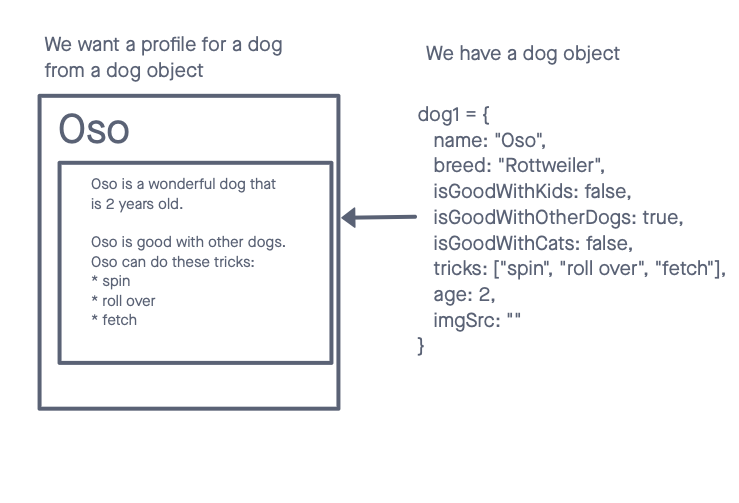 We want a profile for a dog
from a dog object
Oso
Oso is a wonderful dog that
is 2 years old.
Oso is good with other dogs.
Oso can do these tricks:
* spin
* roll over
* fetch
We have a dog object
dog1 = {
name: "Oso",
breed: "Rottweiler",
isGoodWithKids: false,
isGoodWithOtherDogs: true,
isGoodWithCats: false,
tricks: ["spin", "roll over", "fetch"],
age: 2,
imgSrc: ""
}